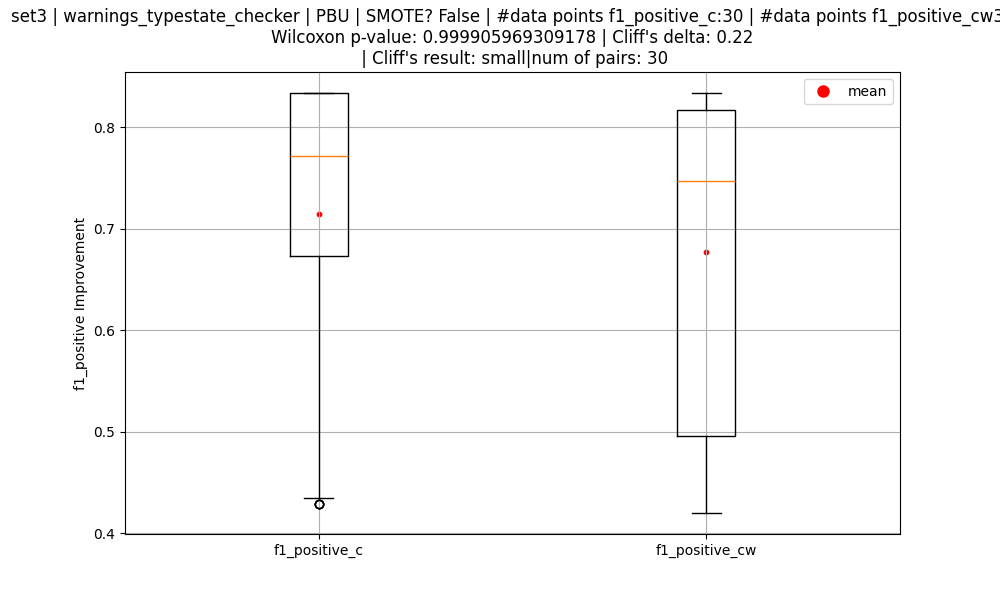 set3 | warnings_typestate_checker | PBU | SMOTE? False | #data points f1_positive_c:30 | #data points f1_positive_cw3
Wilcoxon p-value: 0.999905969309178 | Cliff's delta: 0.22
| Cliff's result: small|num of pairs: 30
mean
0.8
0.7
0.6
0.5
0.4
f1_positive Improvement
f1_positive_c
f1_positive_cw